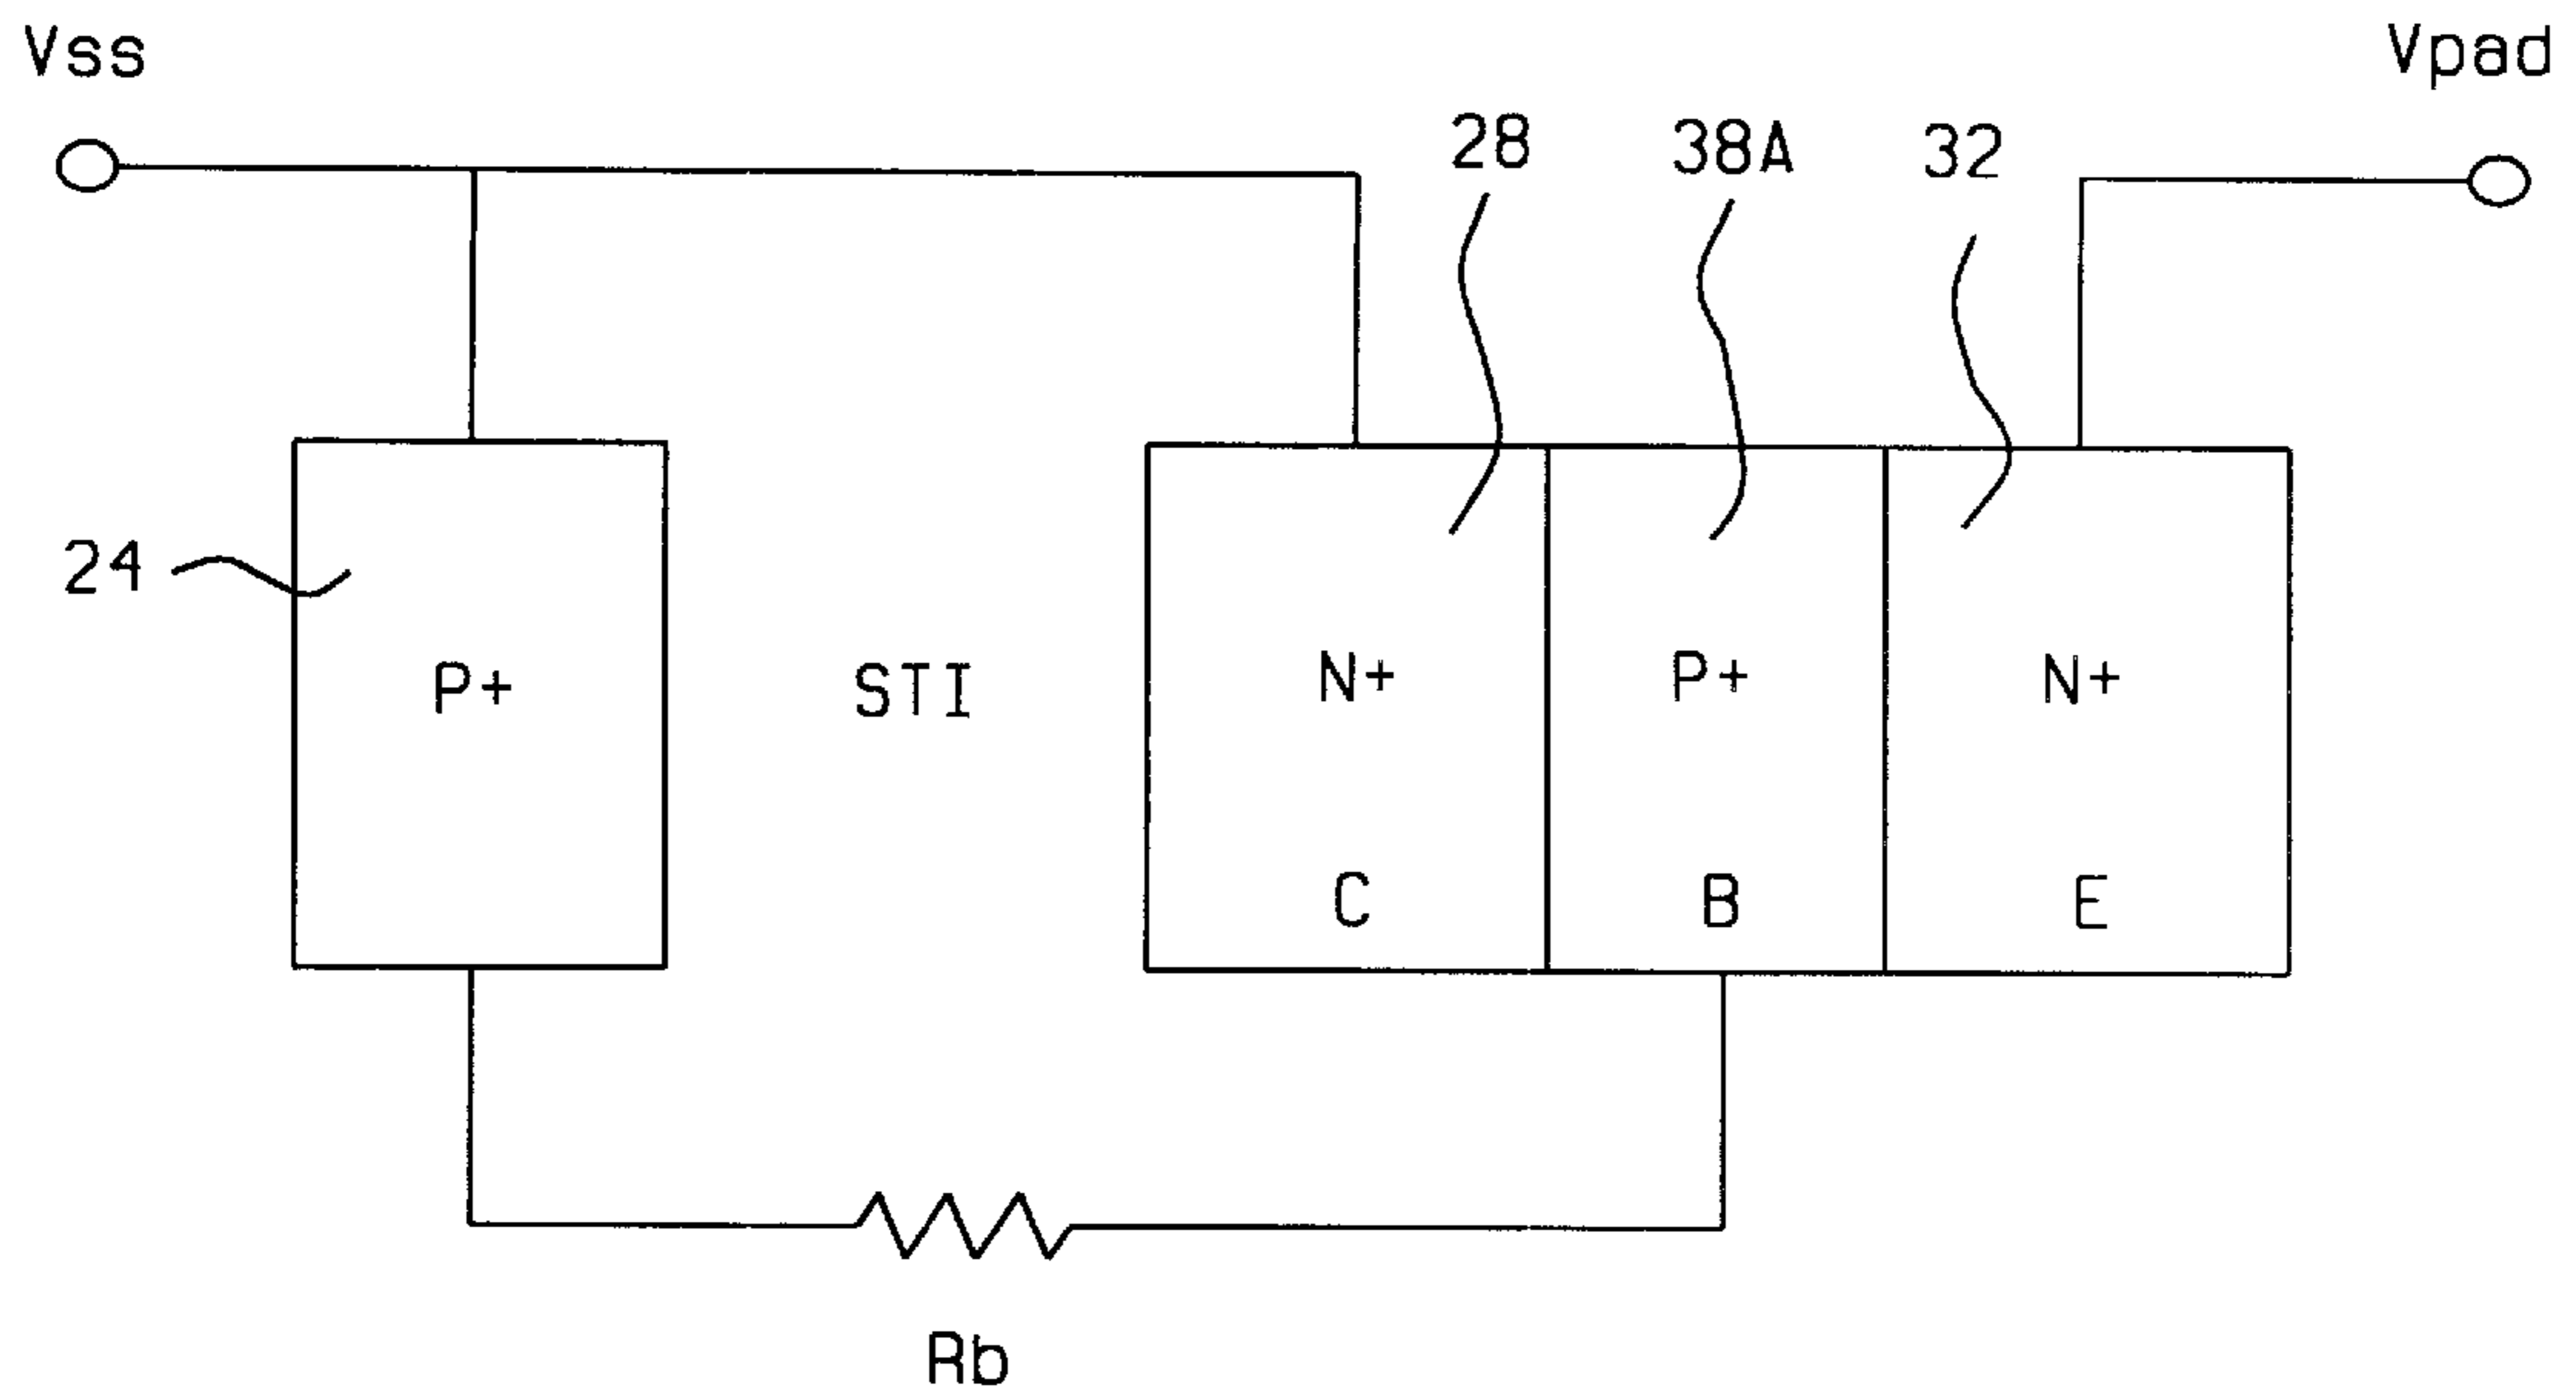 Vss Vpad
28 38A 32
24
P+ STI N+ P+ N+
C B E
Rb